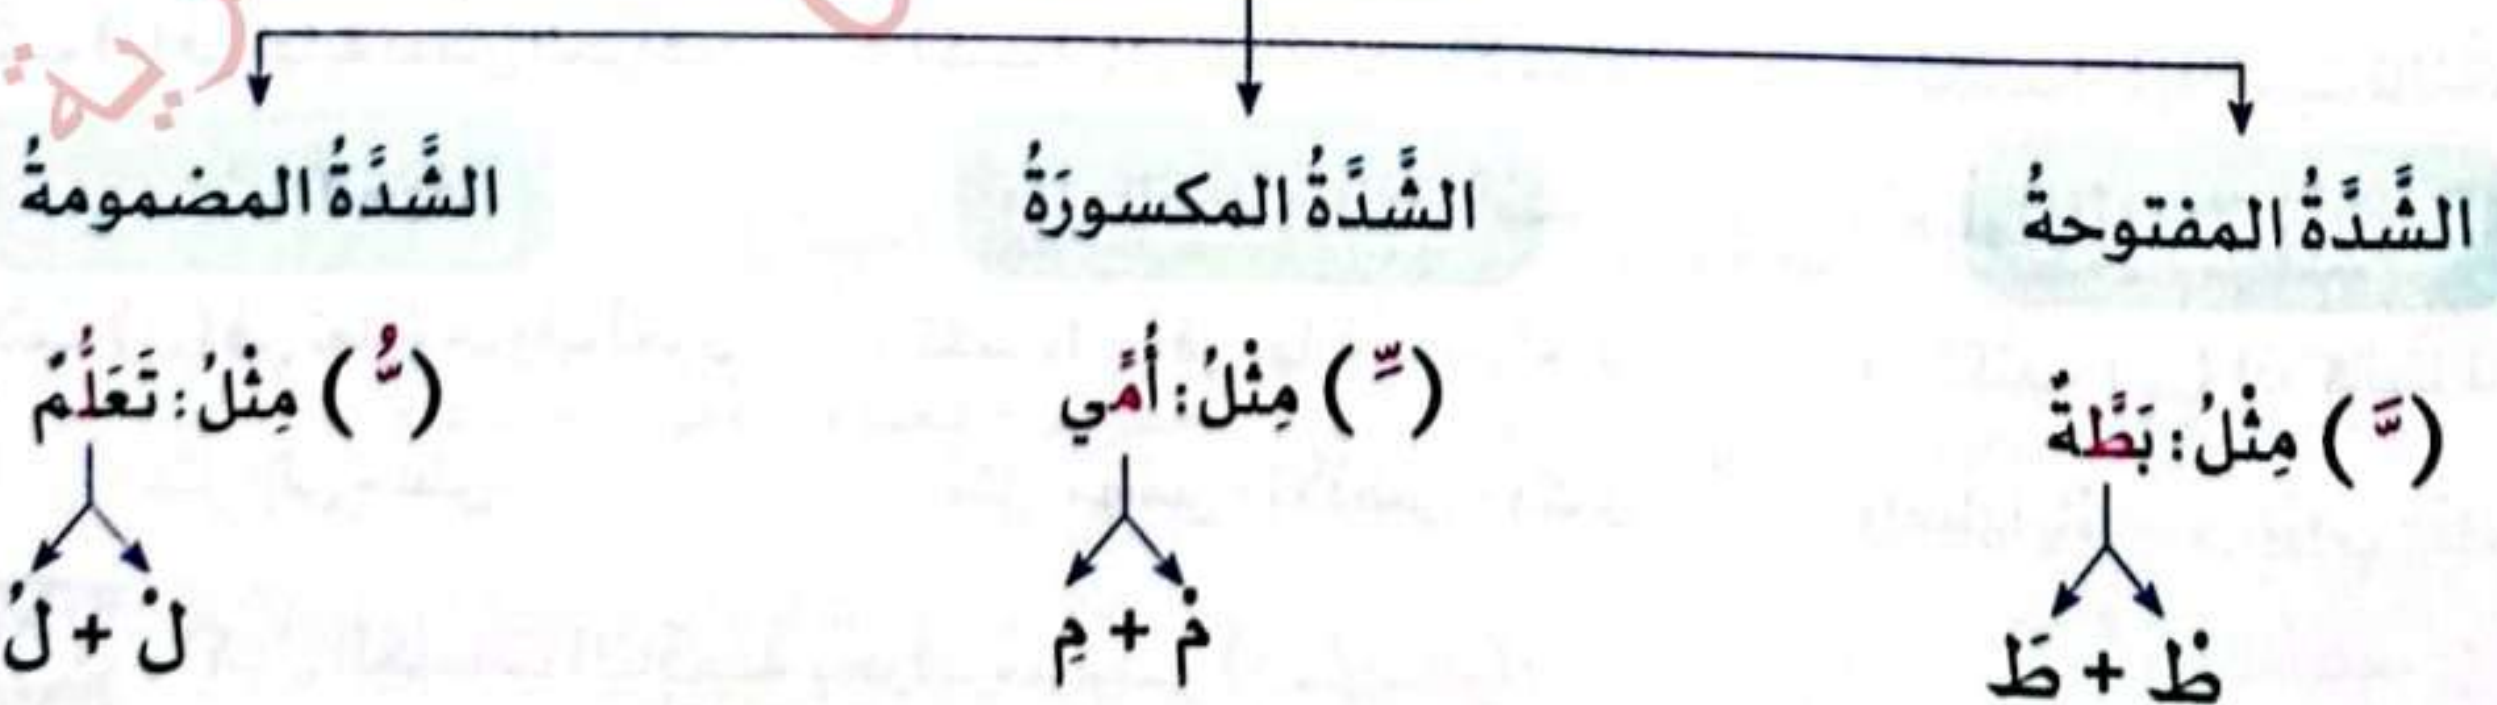 الشَّدَّةُ المفتوحةُ
الشَّدَّةُ المكسورَةُ
الشَّدَّةُ المضمومةُ
( ـَّ ) مِثْلُ: بَطَّةٌ
( ـِّ ) مِثْلُ: أُمِّي
( ـُّ ) مِثْلُ: تَعَلُّمٌ
طْ + طَ
مْ + مِ
لْ + لُ